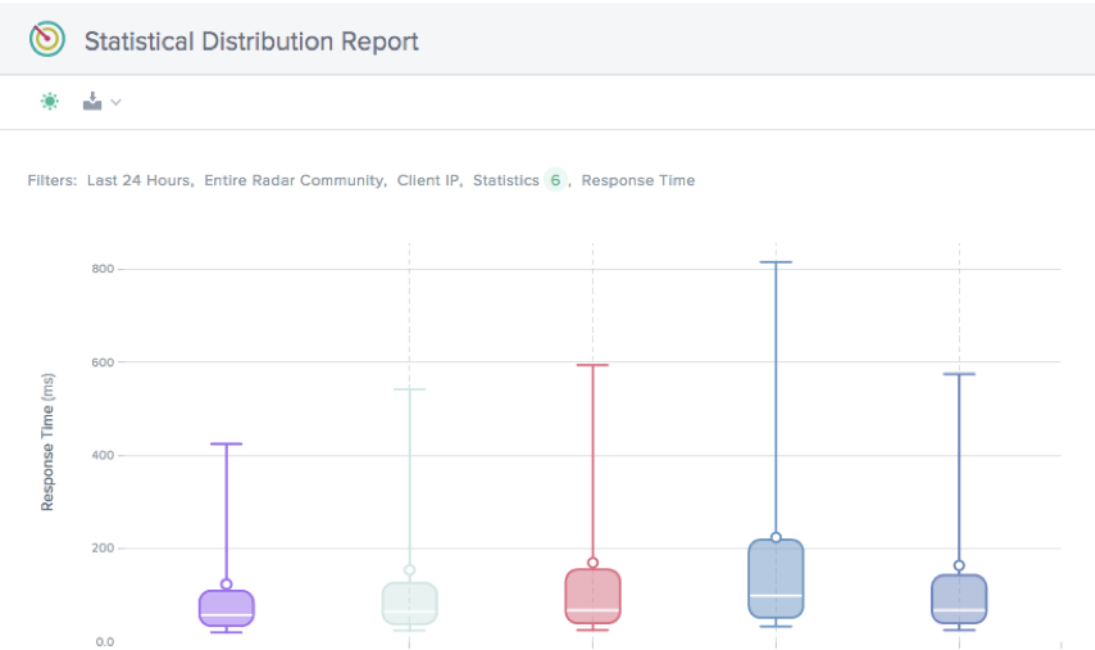 Statistical Distribution Report
Filters: Last 24 Hours, Entire Radar Community, Client IP, Statistics 6, Response Time
800
600
Response Time (ms)
400
200
0.0